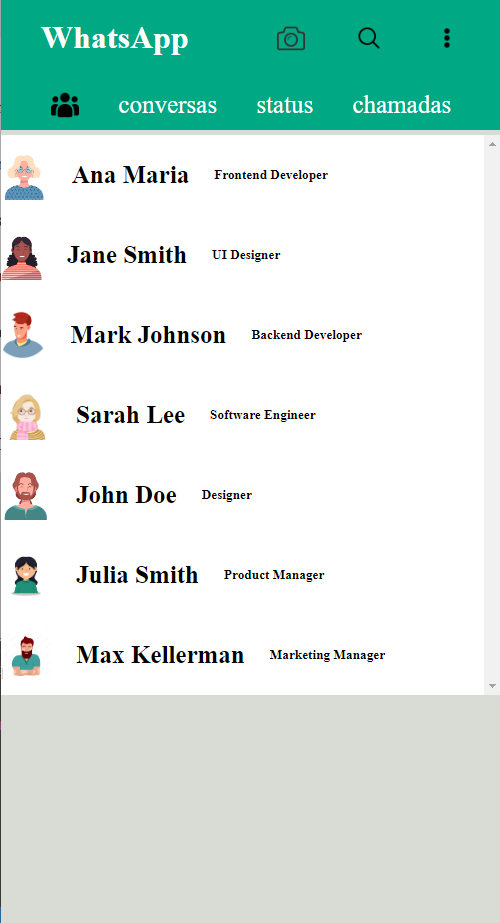 WhatsApp
conversas status chamadas
Ana Maria Frontend Developer
Jane Smith UI Designer
Mark Johnson Backend Developer
Sarah Lee Software Engineer
John Doe Designer
Julia Smith Product Manager
Max Kellerman Marketing Manager